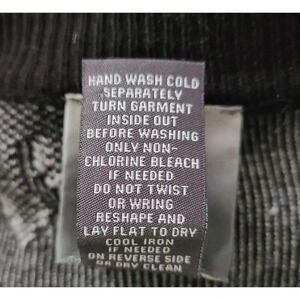 HAND WASH COLD
SEPARATELY
TURN GARMENT
INSIDE OUT
BEFORE WASHING
ONLY NON-
CHLORINE BLEACH
IF NEEDED
DO NOT TWIST
OR WRING
RESHAPE AND
LAY FLAT TO DRY
COOL IRON
IF NEEDED
ON REVERSE SIDE
OR DRY CLEAN